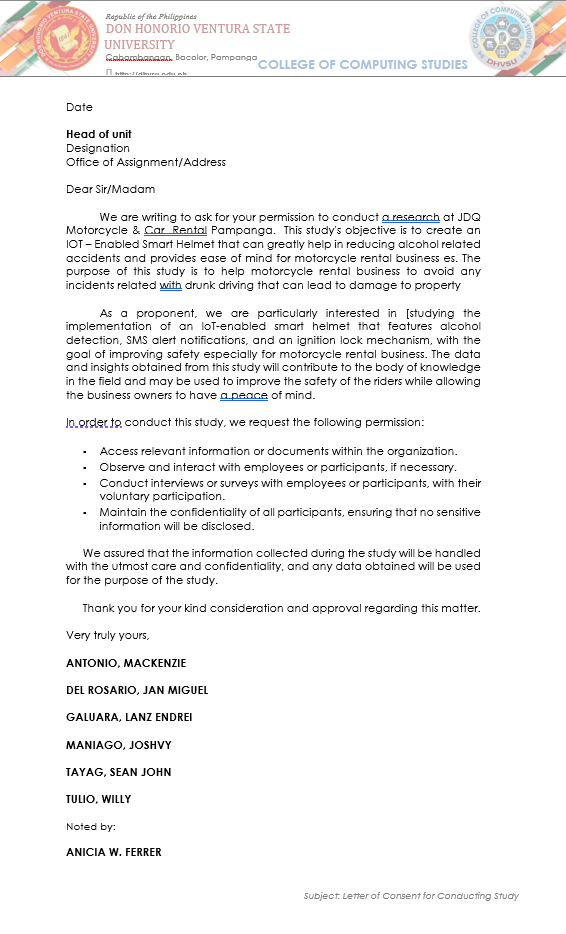 Republic of the Philippines
DON HONORIO VENTURA STATE
UNIVERSITY
Cabambangan, Bacolor, Pampanga
COLLEGE OF COMPUTING STUDIES
DHVSU
Date
Head of unit
Designation
Office of Assignment/Address
Dear Sir/Madam
We are writing to ask for your permission to conduct a research at JDQ
Motorcycle & Car Rental Pampanga. This study's objective is to create an
IOT – Enabled Smart Helmet that can greatly help in reducing alcohol related
accidents and provides ease of mind for motorcycle rental business es. The
purpose of this study is to help motorcycle rental business to avoid any
incidents related with drunk driving that can lead to damage to property
As a proponent, we are particularly interested in [studying the
implementation of an IoT-enabled smart helmet that features alcohol
detection, SMS alert notifications, and an ignition lock mechanism, with the
goal of improving safety especially for motorcycle rental business. The data
and insights obtained from this study will contribute to the body of knowledge
in the field and may be used to improve the safety of the riders while allowing
the business owners to have a peace of mind.
In order to conduct this study, we request the following permission:
• Access relevant information or documents within the organization.
• Observe and interact with employees or participants, if necessary.
• Conduct interviews or surveys with employees or participants, with their
voluntary participation.
• Maintain the confidentiality of all participants, ensuring that no sensitive
information will be disclosed.
We assured that the information collected during the study will be handled
with the utmost care and confidentiality, and any data obtained will be used
for the purpose of the study.
Thank you for your kind consideration and approval regarding this matter.
Very truly yours,
ANTONIO, MACKENZIE
DEL ROSARIO, JAN MIGUEL
GALUARA, LANZ ENDREI
MANIAGO, JOSHVY
TAYAG, SEAN JOHN
TULIO, WILLY
Noted by:
ANICIA W. FERRER
Subject: Letter of Consent for Conducting Study